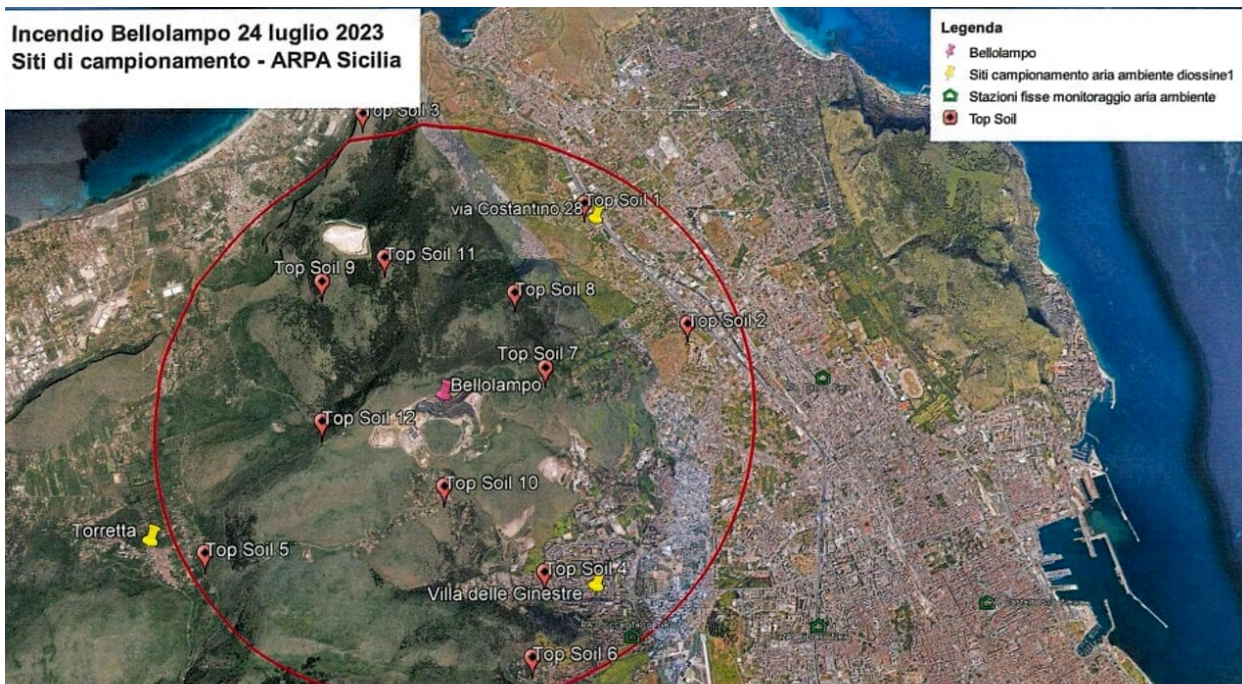 Incendio Bellolampo 24 luglio 2023
Siti di campionamento - ARPA Sicilia
Legenda
Bellolampo
Siti campionamento aria ambiente diossine1
Stazioni fisse monitoraggio aria ambiente
Top Soil
Top Soil 3
via Costantino 28
Top Soil 1
Top Soil 11
Top Soil 9
Top Soil 8
Top Soil 2
Top Soil 7
Bellolampo
Top Soil 12
Top Soil 10
Torretta
Top Soil 5
Top Soil 4
Villa delle Ginestre
Top Soil 6